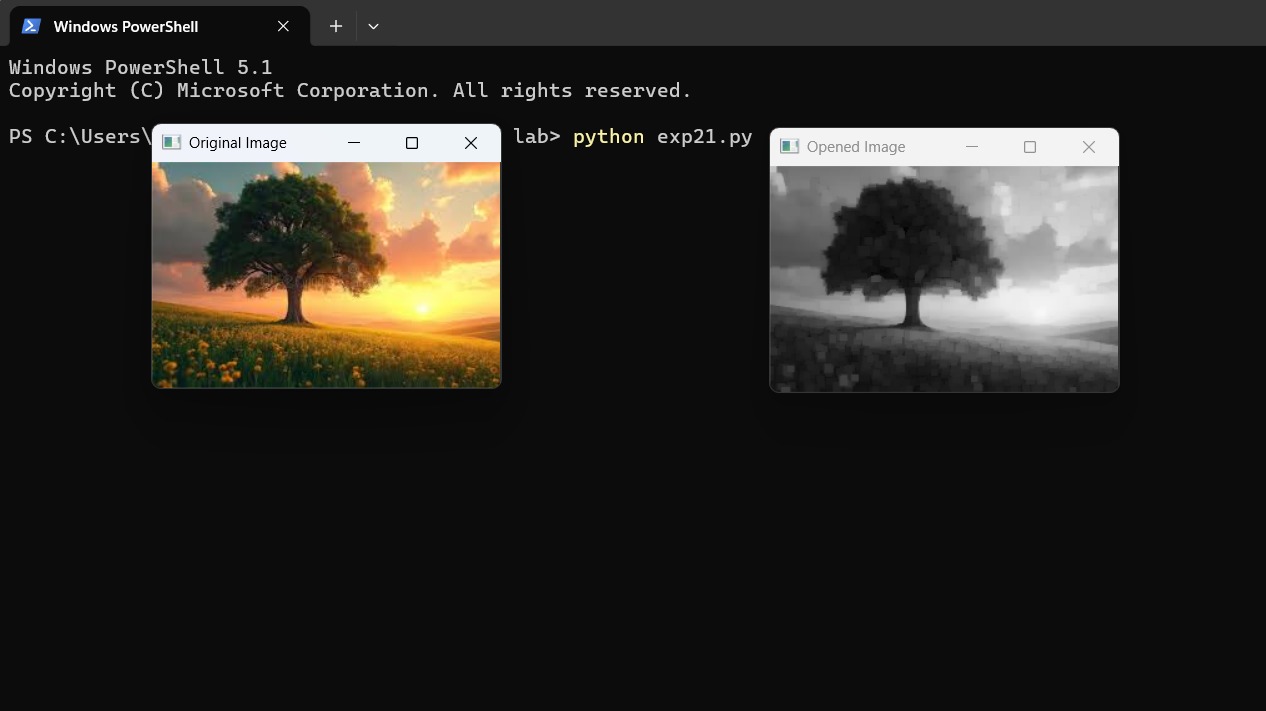 Windows PowerShell
Windows PowerShell 5.1
Copyright (C) Microsoft Corporation. All rights reserved.
PS C:\Users\ lab> python exp21.py
Original Image
Opened Image